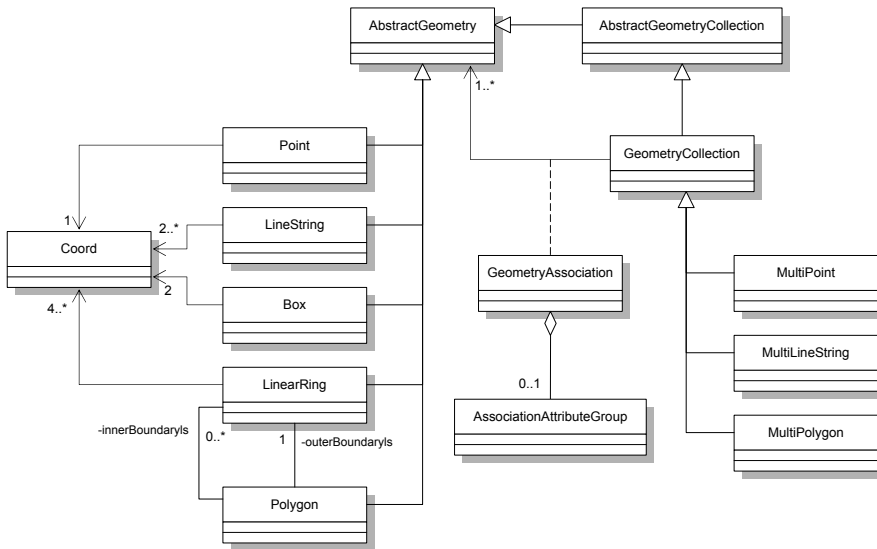 AbstractGeometry
AbstractGeometryCollection
1..*
Point
GeometryCollection
1
LineString
2..*
Coord
GeometryAssociation
MultiPoint
2
Box
4..*
MultiLineString
LinearRing
0..1
AssociationAttributeGroup
-innerBoundaryIs
0..*
1
-outerBoundaryIs
MultiPolygon
Polygon